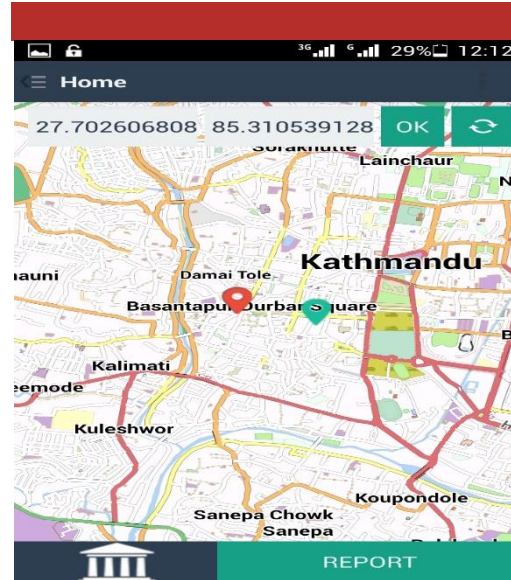 3G G 29% 12:12
Home
27.702606808 85.310539128 OK
Lainchaur
N
Kathmandu
auni
Damai Tole
Basantapur Durbar Square
B
Kalimati
eemode
Kuleshwor
Koupondole
Sanepa Chowk
Sanepa
REPORT